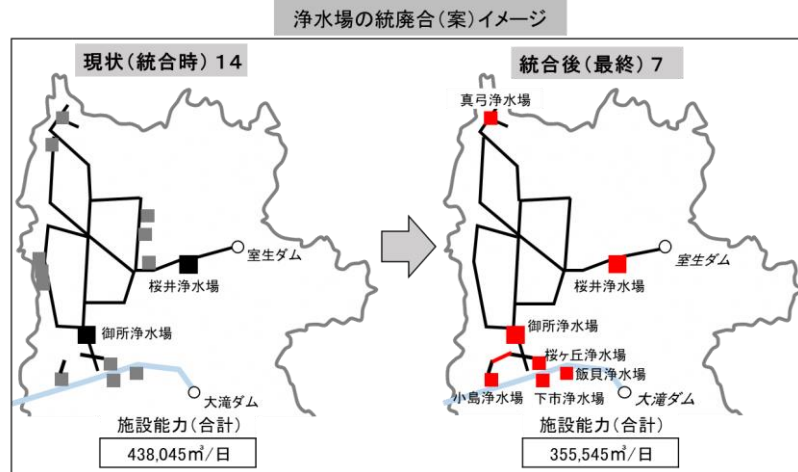 浄水場の統廃合(案)イメージ
現状(統合時) 14
室生ダム
桜井浄水場
御所浄水場
大滝ダム
施設能力(合計)
438,045㎥/日
統合後(最終) 7
真弓浄水場
室生ダム
桜井浄水場
御所浄水場
桜ヶ丘浄水場
飯貝浄水場
小島浄水場
下市浄水場
大滝ダム
施設能力(合計)
355,545㎥/日